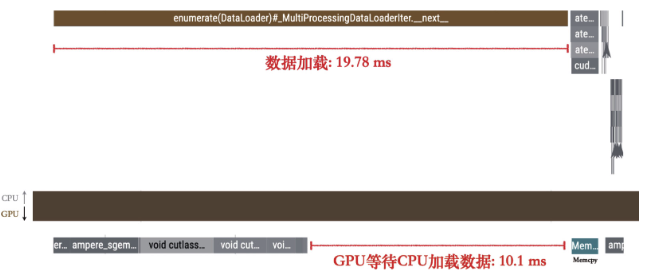 enumerate(DataLoader)#_MultiProcessingDataLoaderIter.__next__
ate...
ate...
ate...
cud...
数据加载: 19.78 ms
CPU
GPU
er... ampere_sgem... void cutlass... void cut... voi... Mem... amp
GPU等待CPU加载数据: 10.1 ms
Memcpy